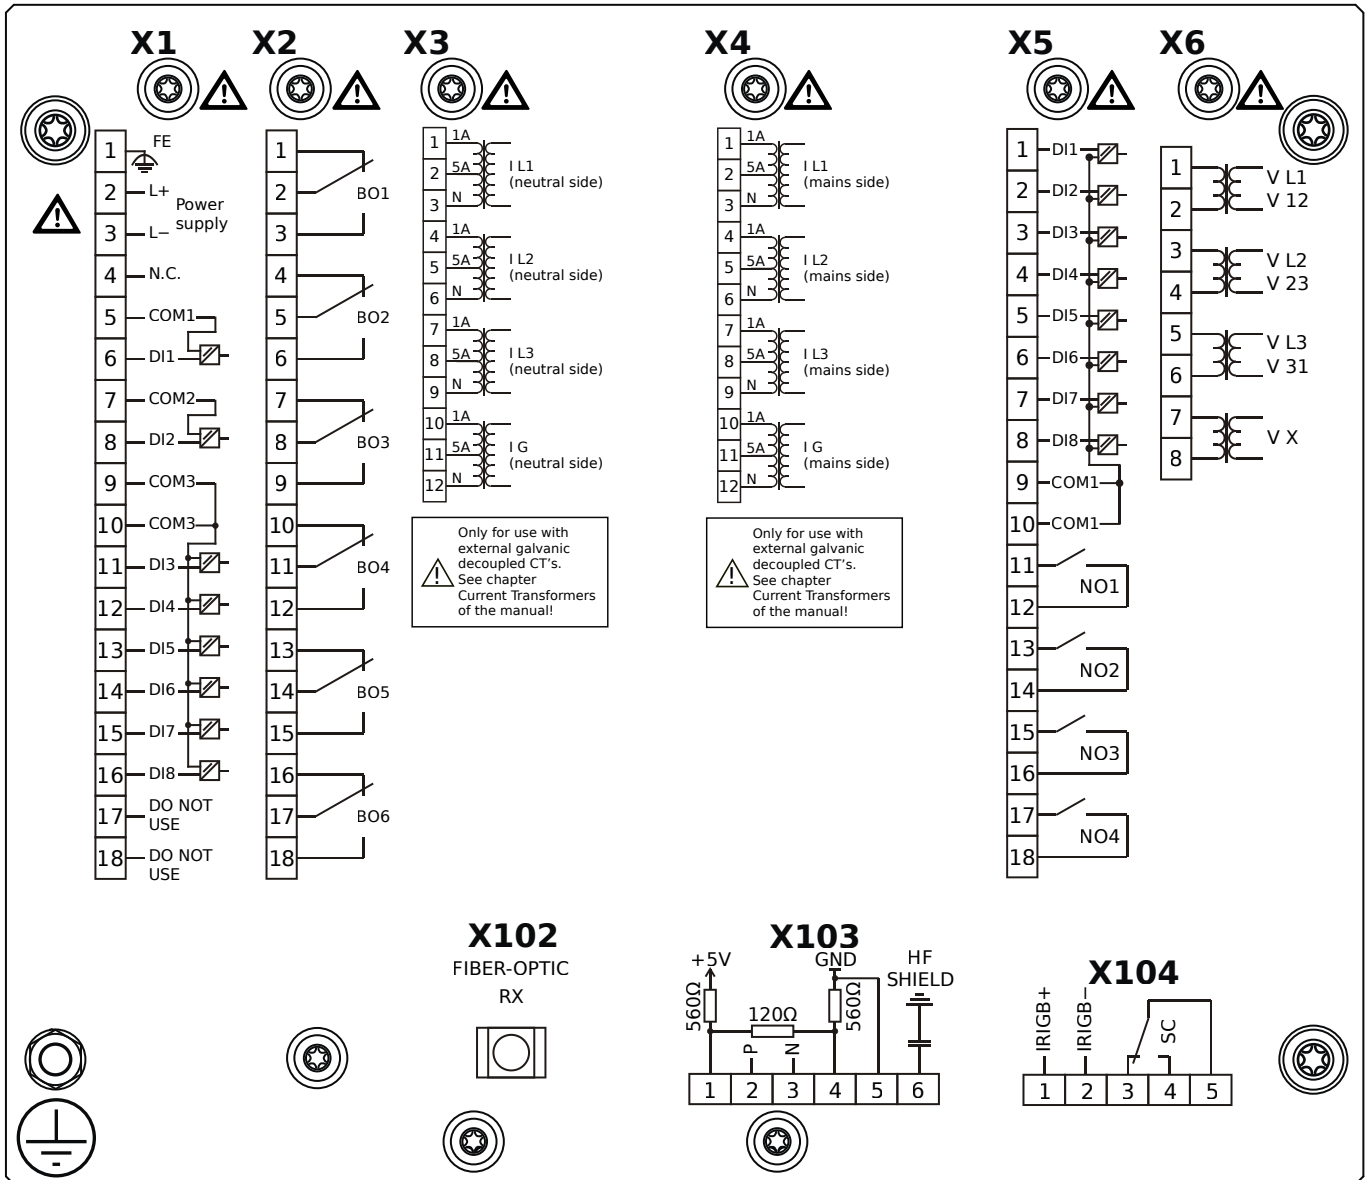 X1
X2
X3
X4
X5
X6
1 FE
2 L+
Power
supply
3 L−
4 N.C.
5 COM1
6 DI1
7 COM2
8 DI2
9 COM3
10 COM3
11 DI3
12 DI4
13 DI5
14 DI6
15 DI7
16 DI8
17 DO NOT
USE
18 DO NOT
USE
1
2 BO1
3
4
5 BO2
6
7
8 BO3
9
10
11 BO4
12
13
14 BO5
15
16
17 BO6
18
1 1A
2 5A
3 N
I L1
(neutral side)
4 1A
5 5A
6 N
I L2
(neutral side)
7 1A
8 5A
9 N
I L3
(neutral side)
10 1A
11 5A
12 N
I G
(neutral side)
Only for use with
external galvanic
decoupled CT’s.
See chapter
Current Transformers
of the manual!
1 1A
2 5A
3 N
I L1
(mains side)
4 1A
5 5A
6 N
I L2
(mains side)
7 1A
8 5A
9 N
I L3
(mains side)
10 1A
11 5A
12 N
I G
(mains side)
Only for use with
external galvanic
decoupled CT’s.
See chapter
Current Transformers
of the manual!
1 DI1
2 DI2
3 DI3
4 DI4
5 DI5
6 DI6
7 DI7
8 DI8
9 COM1
10 COM1
11
NO1
12
13
NO2
14
15
NO3
16
17
NO4
18
1 V L1
2 V 12
3 V L2
4 V 23
5 V L3
6 V 31
7
V X
8
X102
FIBER-OPTIC
RX
X103
+5V
GND
HF
SHIELD
560Ω
120Ω
560Ω
P
N
1 2 3 4 5 6
X104
IRIGB+
IRIGB−
SC
1 2 3 4 5